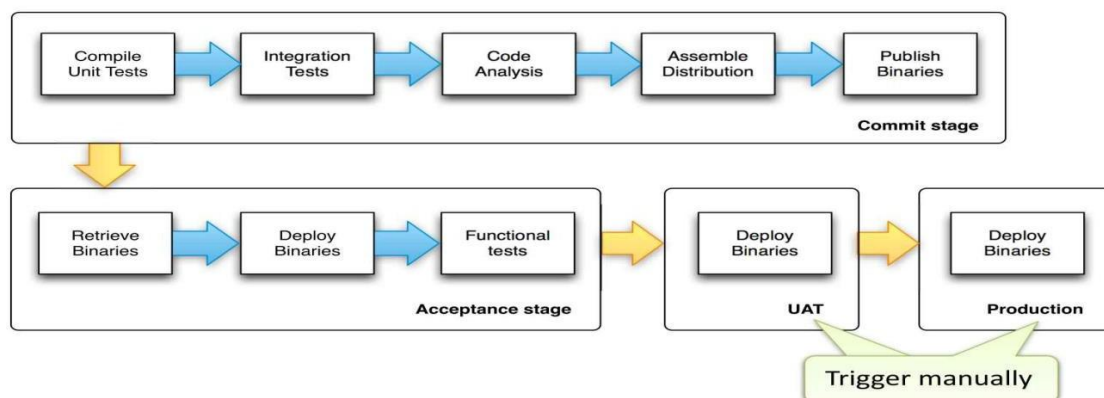 Compile
Unit Tests
Integration
Tests
Code
Analysis
Assemble
Distribution
Publish
Binaries
Commit stage
Retrieve
Binaries
Deploy
Binaries
Functional
tests
Acceptance stage
Deploy
Binaries
UAT
Deploy
Binaries
Production
Trigger manually